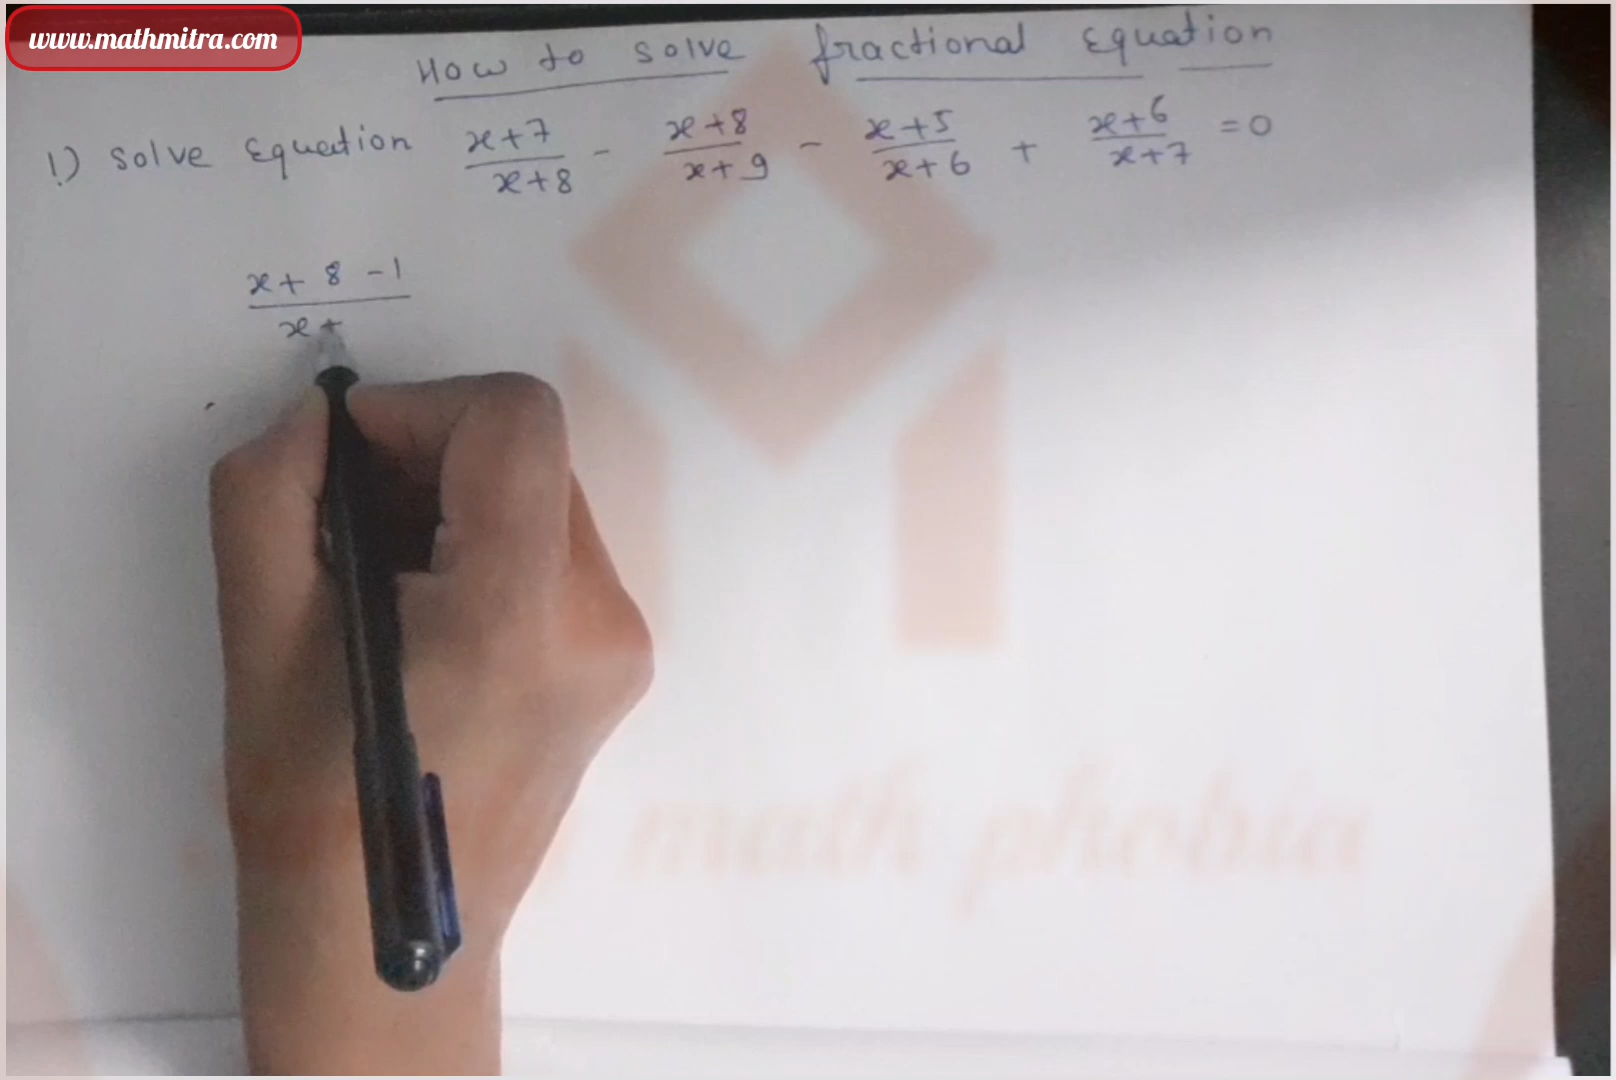 www.mathmitra.com
How to solve fractional Equation
1.) Solve Equation x+7/x+8 - x+8/x+9 - x+5/x+6 + x+6/x+7 = 0
x+8-1/x+
math phobia